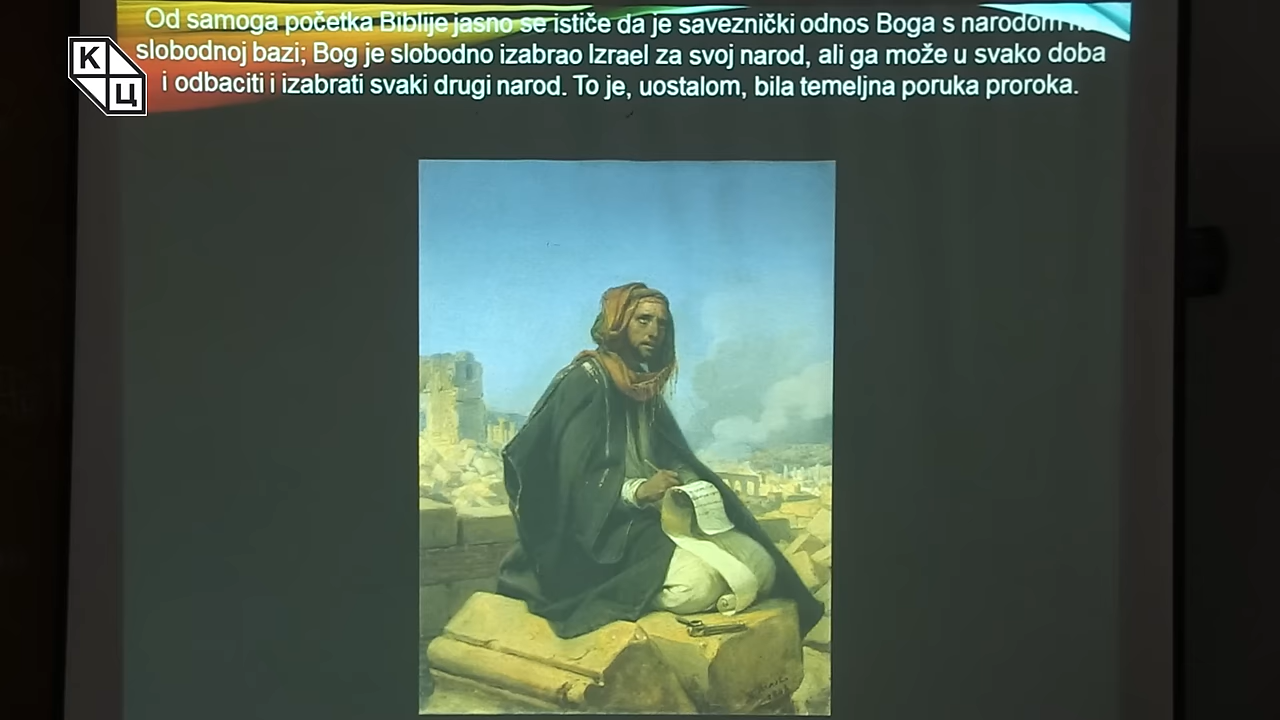 Od samoga početka Biblije jasno se ističe da je saveznički odnos Boga s narodom
slobodnoj bazi; Bog je slobodno izabrao Izrael za svoj narod, ali ga može u svako doba
i odbaciti i izabrati svaki drugi narod. To je, uostalom, bila temeljna poruka proroka.
К
Ц